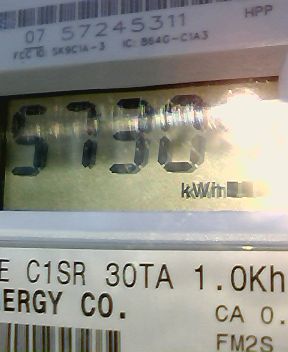 07 57245311
HPP
FCC ID: SK9C1A-3 IC: 864G-C1A3
5738
kWh
E C1SR 30TA 1.0Kh
ERGY CO.
CA 0.
FM2S